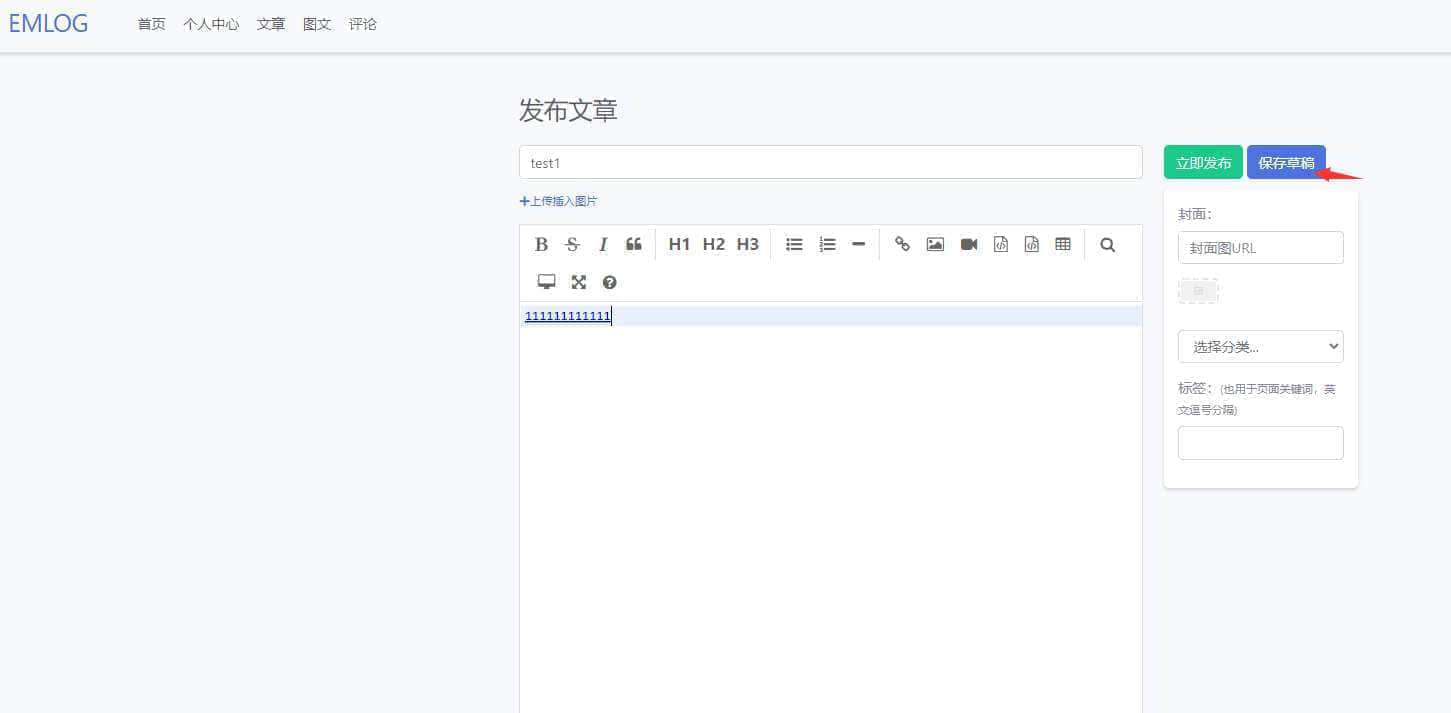 EMLOG 首页 个人中心 文章 图文 评论
发布文章
test1
立即发布 保存草稿
+上传插入图片
封面：
B S I H1 H2 H3
封面图URL
111111111111
选择分类...
标签：(也用于页面关键词，英
文逗号分隔)